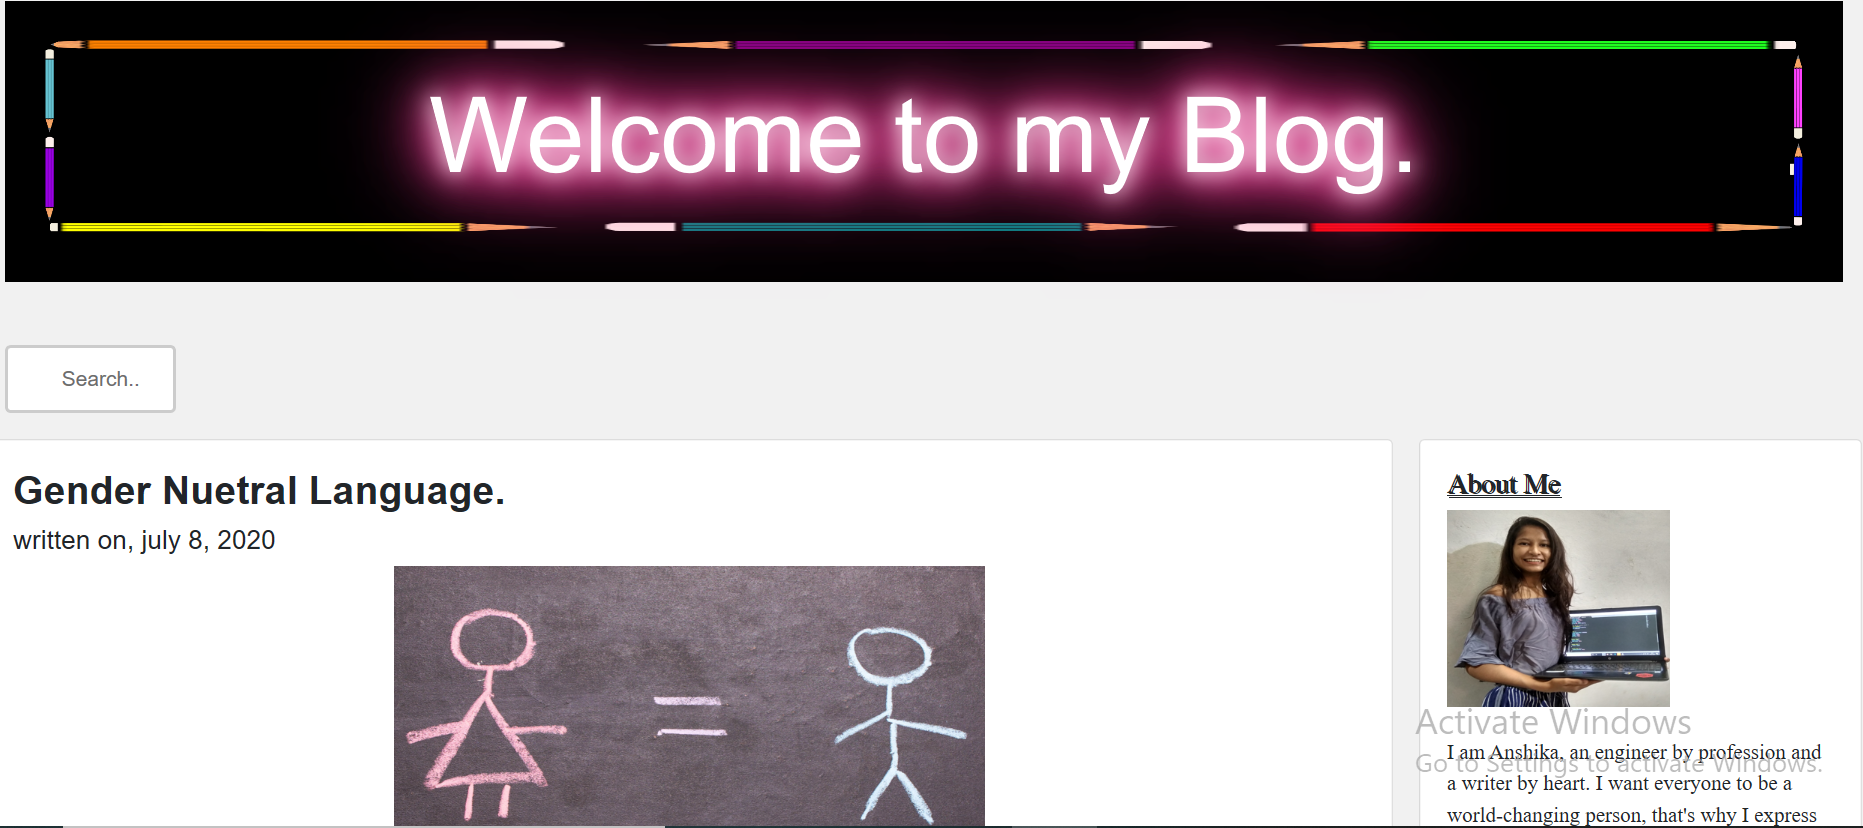 Welcome to my Blog.
Search..
Gender Nuetral Language.
written on, july 8, 2020
About Me
I am Anshika, an engineer by profession and
a writer by heart. I want everyone to be a
world-changing person, that's why I express
Activate Windows
Go to Settings to activate Windows.